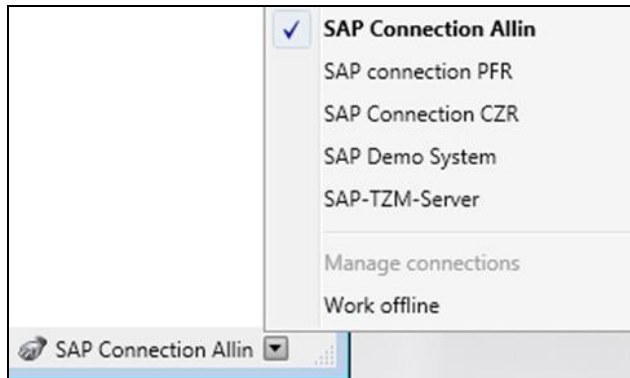 SAP Connection Allin
SAP connection PFR
SAP Connection CZR
SAP Demo System
SAP-TZM-Server
Manage connections
Work offline
SAP Connection Allin